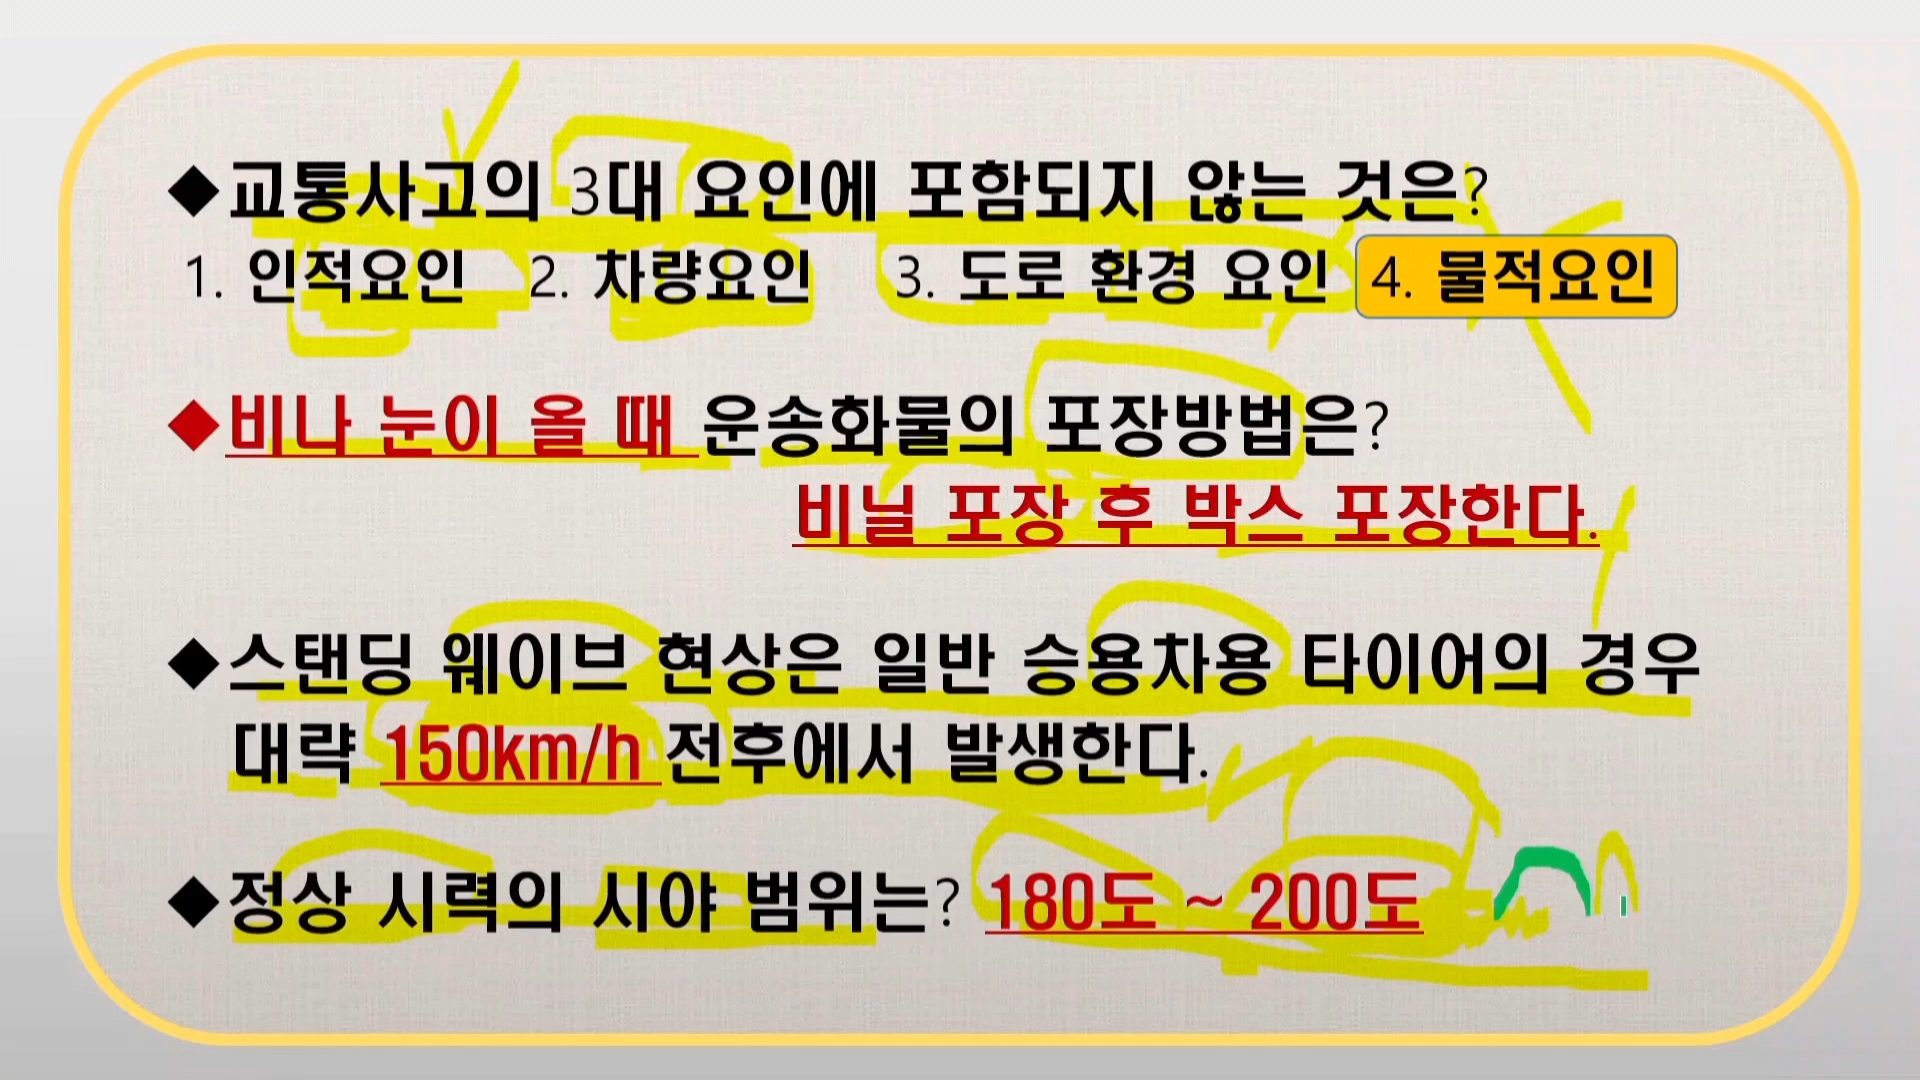 ◆교통사고의 3대 요인에 포함되지 않는 것은?
1. 인적요인 2. 차량요인 3. 도로 환경 요인 4. 물적요인
◆비나 눈이 올 때 운송화물의 포장방법은?
비닐 포장 후 박스 포장한다.
◆스탠딩 웨이브 현상은 일반 승용차용 타이어의 경우
대략 150km/h 전후에서 발생한다.
◆정상 시력의 시야 범위는? 180도 ~ 200도